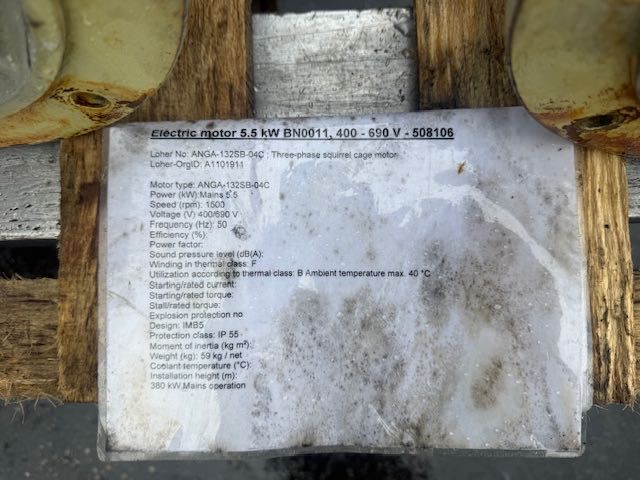 Electric motor 5.5 kW BN0011, 400 - 690 V - 508106
Loher No: ANGA-132SB-04C ; Three-phase squirrel cage motor
Loher-OrgID: A1101911
Motor type: ANGA-132SB-04C
Power (kW):Mains 5.5
Speed (rpm): 1500
Voltage (V) 400/690 V
Frequency (Hz): 50
Efficiency (%):
Power factor:
Sound pressure level (dB(A):
Winding in thermal class: F
Utilization according to thermal class: B Ambient temperature max. 40 °C
Starting/rated current:
Starting/rated torque:
Stall/rated torque:
Explosion protection no
Design: IMB5
Protection class: IP 55
Moment of inertia (kg m²):
Weight (kg): 59 kg / net
Coolant temperature (°C):
Installation height (m):
380 kW.Mains operation